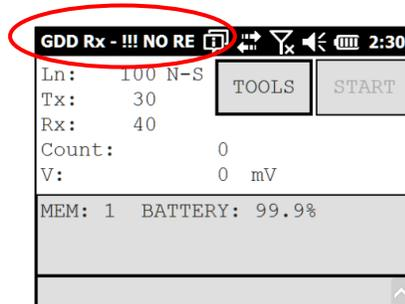 GDD Rx - !!! NO RE 2:30
Ln: 100 N-S
TOOLS START
Tx: 30
Rx: 40
Count: 0
V: 0 mV
MEM: 1 BATTERY: 99.9%